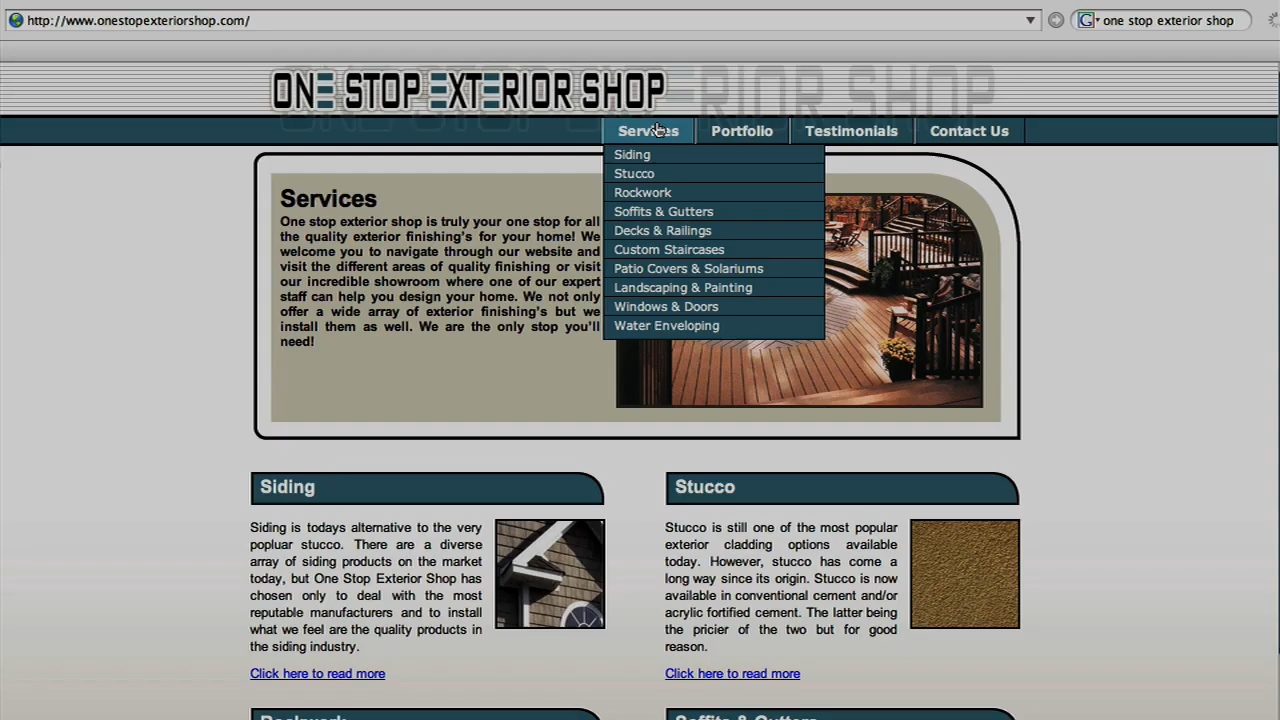 http://www.onestopexteriorshop.com/
one stop exterior shop
ONE STOP EXTERIOR SHOP
ERIOR SHOP
Services
Portfolio
Testimonials
Contact Us
Siding
Stucco
Rockwork
Soffits & Gutters
Decks & Railings
Custom Staircases
Patio Covers & Solariums
Landscaping & Painting
Windows & Doors
Water Enveloping
Services
One stop exterior shop is truly your one stop for all
the quality exterior finishing's for your home! We
welcome you to navigate through our website and
visit the different areas of quality finishing or visit
our incredible showroom where one of our expert
staff can help you design your home. We not only
offer a wide array of exterior finishing's but we
install them as well. We are the only stop you'll
need!
Siding
Siding is todays alternative to the very
popluar stucco. There are a diverse
array of siding products on the market
today, but One Stop Exterior Shop has
chosen only to deal with the most
reputable manufacturers and to install
what we feel are the quality products in
the siding industry.
Click here to read more
Stucco
Stucco is still one of the most popular
exterior cladding options available
today. However, stucco has come a
long way since its origin. Stucco is now
available in conventional cement and/or
acrylic fortified cement. The latter being
the pricier of the two but for good
reason.
Click here to read more
Rockwork
Soffits & Gutters